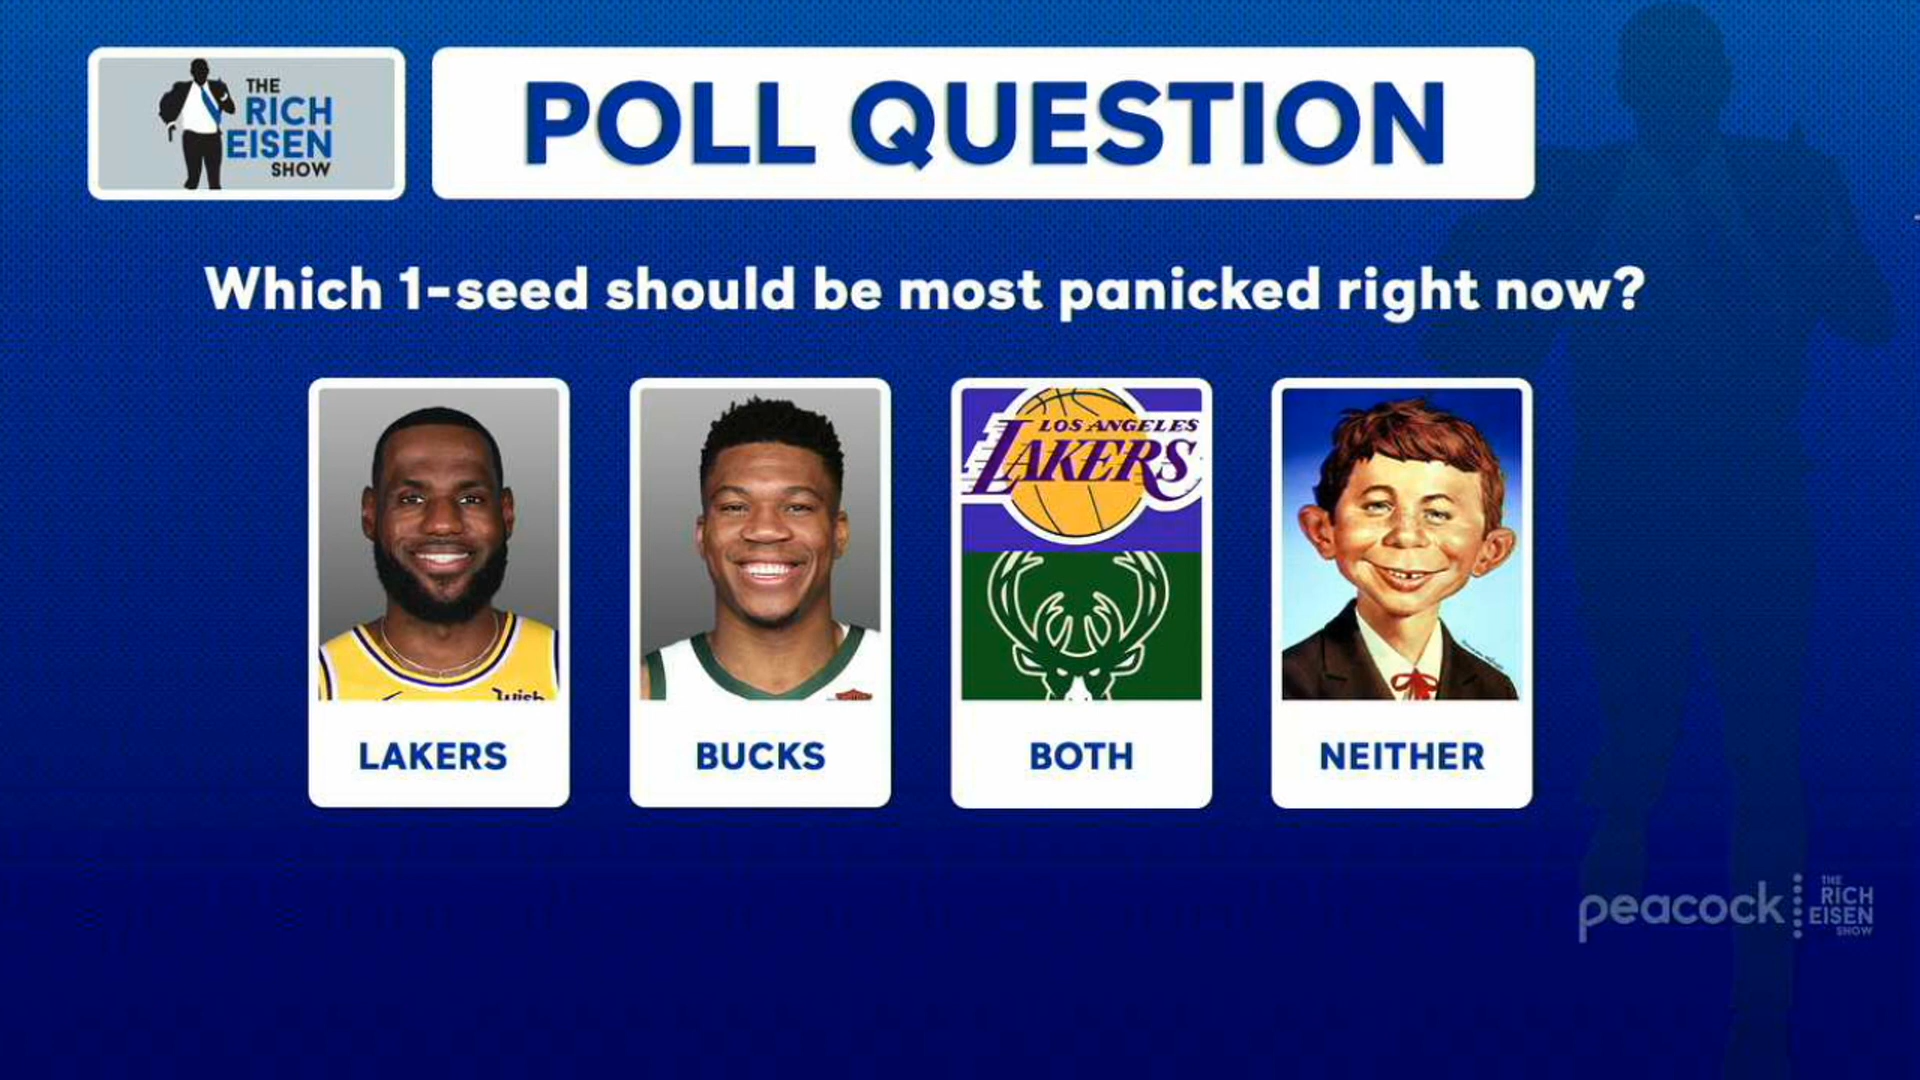 THE
RICH
EISEN
SHOW
POLL QUESTION
Which 1-seed should be most panicked right now?
wish
LOS ANGELES
LAKERS
LAKERS
BUCKS
BOTH
NEITHER
peacock
THE
RICH
EISEN
SHOW